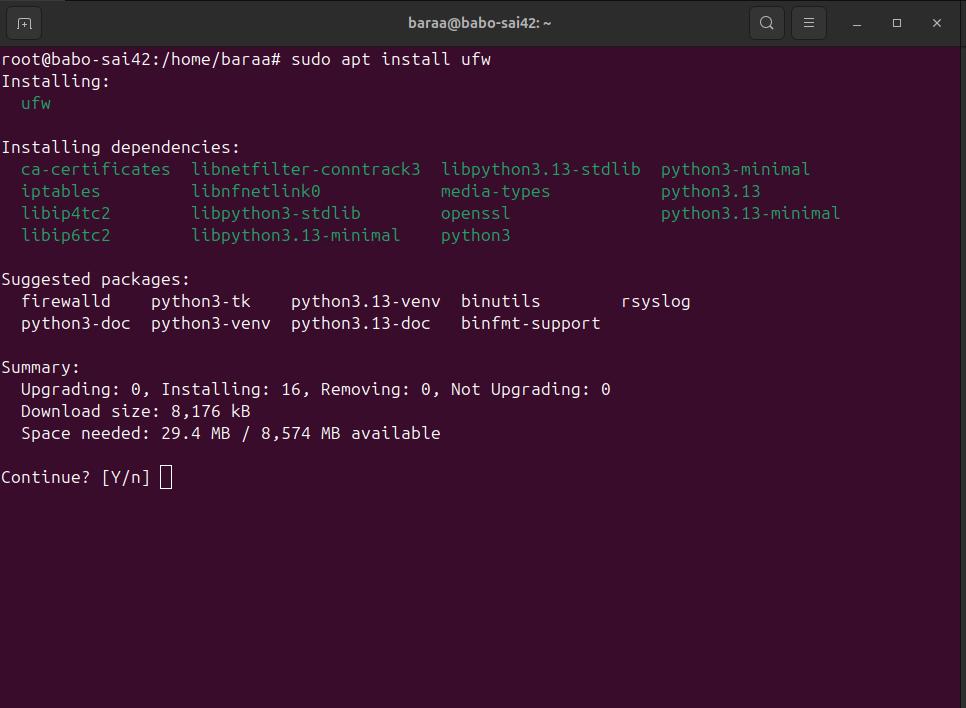 baraa@babo-sai42: ~
root@babo-sai42:/home/baraa# sudo apt install ufw
Installing:
  ufw

Installing dependencies:
  ca-certificates  libnetfilter-conntrack3  libpython3.13-stdlib  python3-minimal
  iptables         libnfnetlink0            media-types           python3.13
  libip4tc2        libpython3-stdlib        openssl               python3.13-minimal
  libip6tc2        libpython3.13-minimal    python3

Suggested packages:
  firewalld    python3-tk    python3.13-venv  binutils        rsyslog
  python3-doc  python3-venv  python3.13-doc   binfmt-support

Summary:
  Upgrading: 0, Installing: 16, Removing: 0, Not Upgrading: 0
  Download size: 8,176 kB
  Space needed: 29.4 MB / 8,574 MB available

Continue? [Y/n]